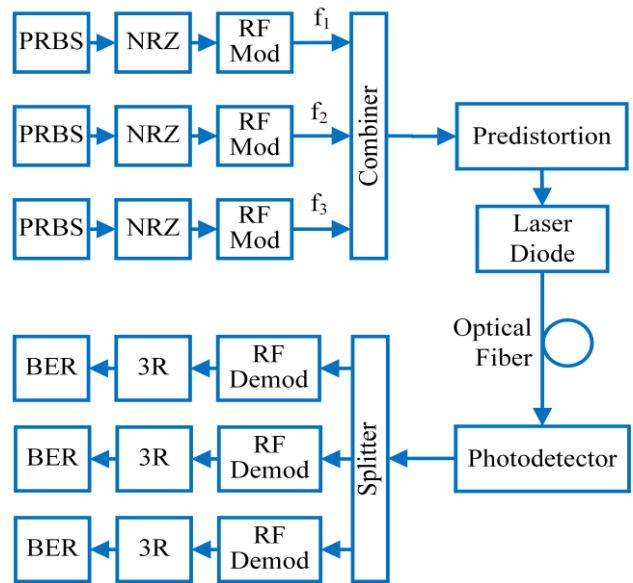 f₁
PRBS
NRZ
RF
Mod
f₂
PRBS
NRZ
RF
Mod
f₃
PRBS
NRZ
RF
Mod
Combiner
Predistortion
Laser
Diode
Optical
Fiber
Photodetector
Splitter
BER
3R
RF
Demod
BER
3R
RF
Demod
BER
3R
RF
Demod